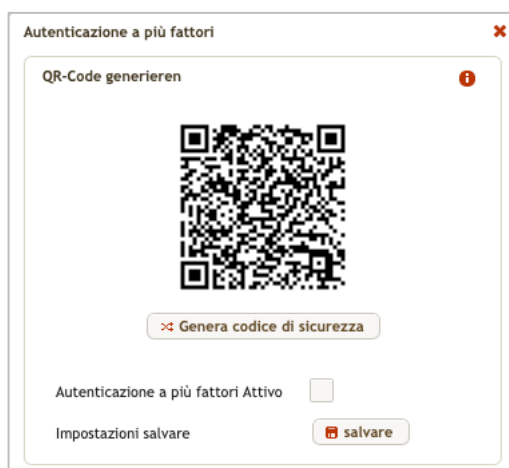 Autenticazione a più fattori
QR-Code generieren
Genera codice di sicurezza
Autenticazione a più fattori Attivo
Impostazioni salvare
salvare